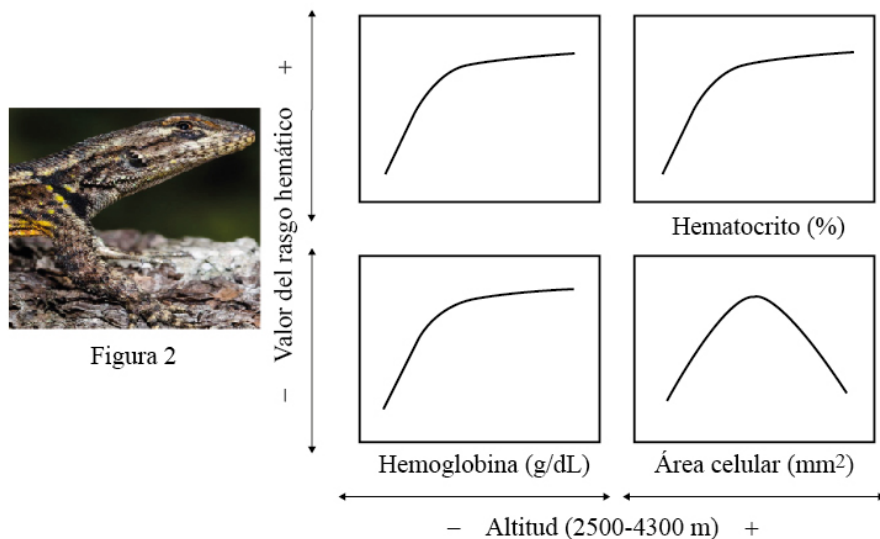 Valor del rasgo hemático
− +
Hematocrito (%)
Figura 2
Hemoglobina (g/dL)
Área celular (mm²)
− Altitud (2500-4300 m) +